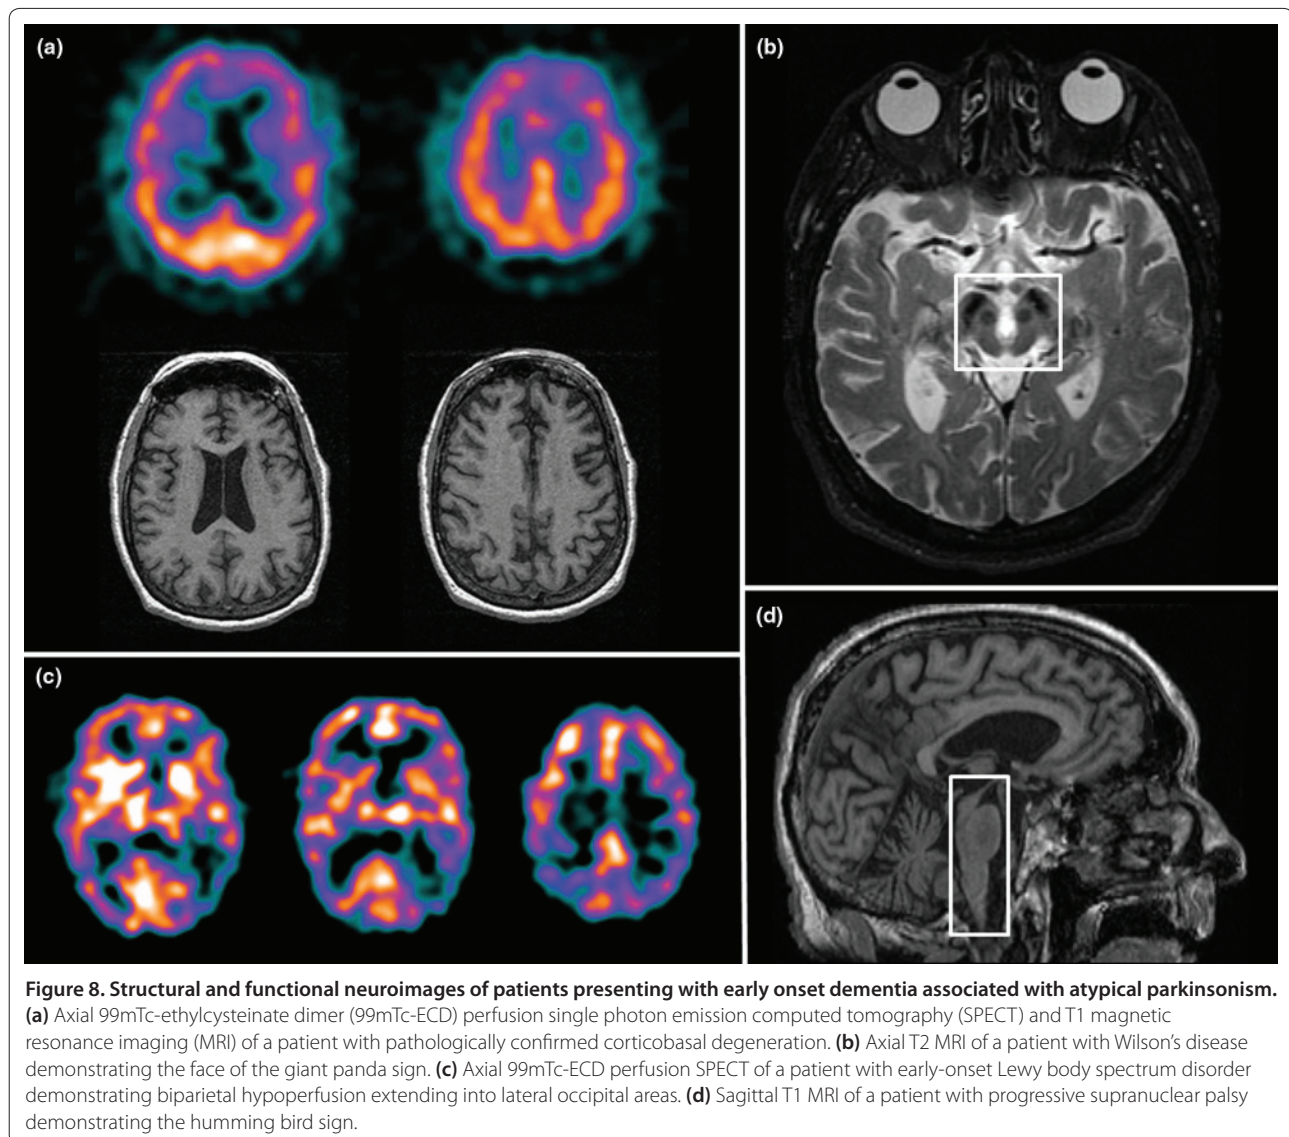 (a)
(b)
(c)
(d)
Figure 8. Structural and functional neuroimages of patients presenting with early onset dementia associated with atypical parkinsonism.
(a) Axial 99mTc-ethylcysteinate dimer (99mTc-ECD) perfusion single photon emission computed tomography (SPECT) and T1 magnetic
resonance imaging (MRI) of a patient with pathologically confirmed corticobasal degeneration. (b) Axial T2 MRI of a patient with Wilson's disease
demonstrating the face of the giant panda sign. (c) Axial 99mTc-ECD perfusion SPECT of a patient with early-onset Lewy body spectrum disorder
demonstrating biparietal hypoperfusion extending into lateral occipital areas. (d) Sagittal T1 MRI of a patient with progressive supranuclear palsy
demonstrating the humming bird sign.